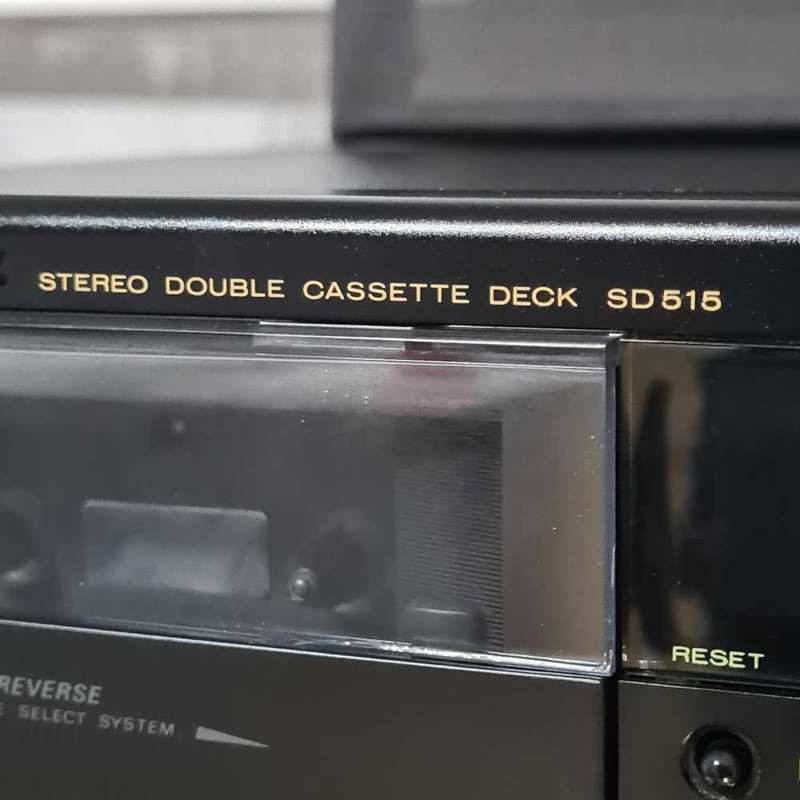 STEREO DOUBLE CASSETTE DECK SD515
RESET
REVERSE
SELECT SYSTEM